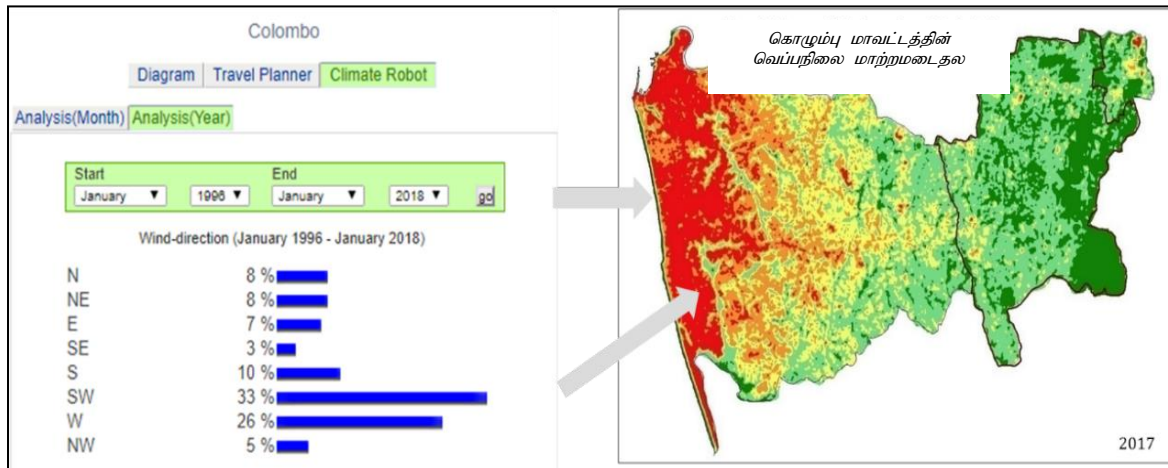 Colombo
Diagram Travel Planner Climate Robot
Analysis(Month) Analysis(Year)
Start End
January 1996 January 2018 go
Wind-direction (January 1996 - January 2018)
N 8 %
NE 8 %
E 7 %
SE 3 %
S 10 %
SW 33 %
W 26 %
NW 5 %
கொழும்பு மாவட்டத்தின்
வெப்பநிலை மாற்றமடைதல
2017